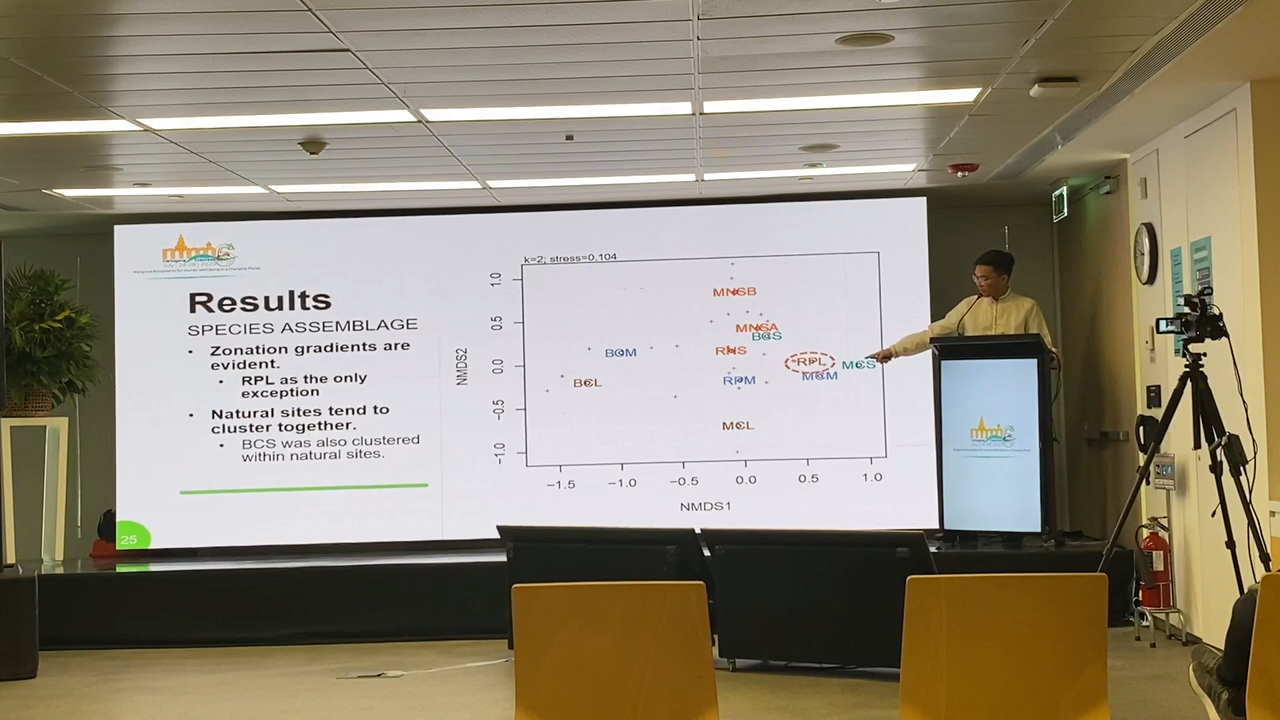 Results
SPECIES ASSEMBLAGE
• Zonation gradients are
evident.
• RPL as the only
exception
• Natural sites tend to
cluster together.
• BCS was also clustered
within natural sites.
25
k=2; stress=0.104
NMDS2
1.0
0.5
0.0
−0.5
−1.0
MNSB
MNSA
BCS
RNS
BCM
RPL
MCS
BCL
RPM
MCM
MCL
−1.5
−1.0
−0.5
0.0
0.5
1.0
NMDS1